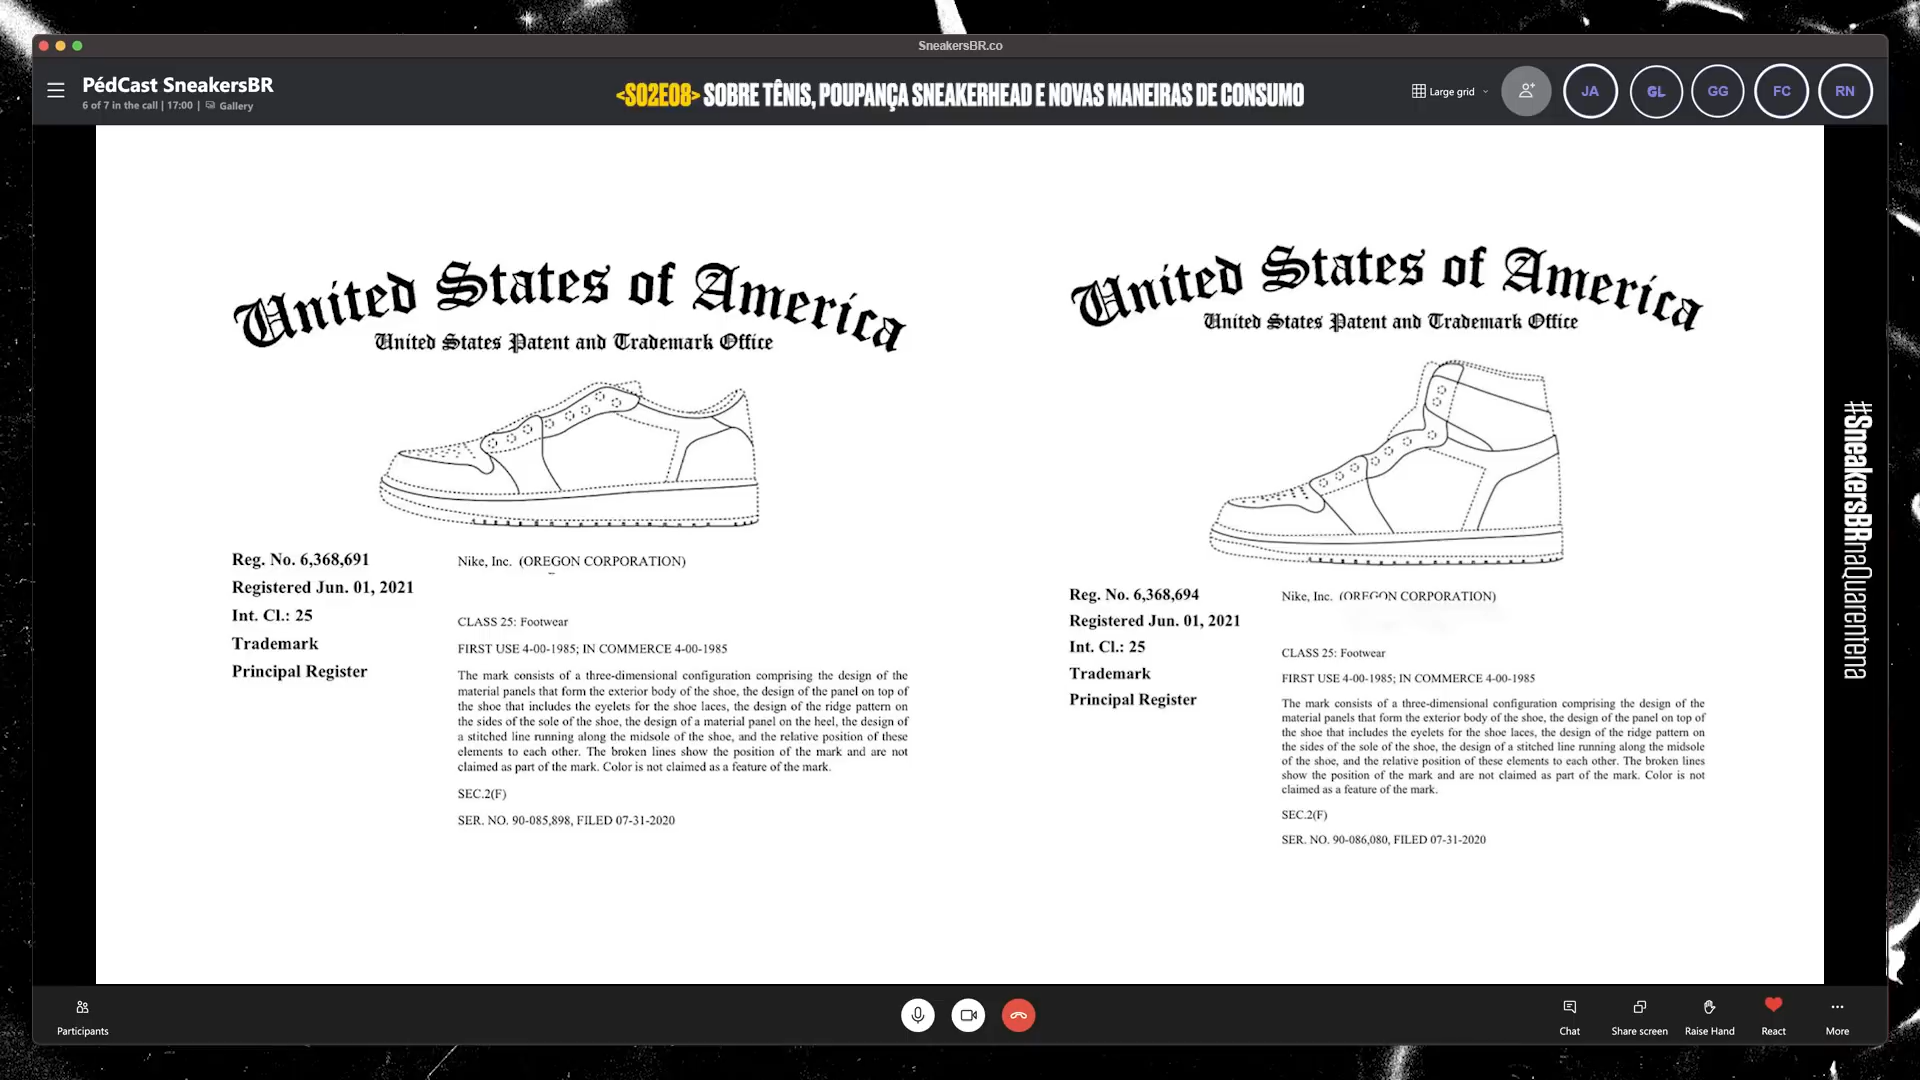 SneakersBR.co
PédCast SneakersBR
6 of 7 in the call | 17:00 | Gallery
<S02E08> SOBRE TÊNIS, POUPANÇA SNEAKERHEAD E NOVAS MANEIRAS DE CONSUMO
Large grid
JA
GL
GG
FC
RN
United States of America
United States Patent and Trademark Office
Reg. No. 6,368,691
Registered Jun. 01, 2021
Int. Cl.: 25
Trademark
Principal Register
Nike, Inc. (OREGON CORPORATION)
CLASS 25: Footwear
FIRST USE 4-00-1985; IN COMMERCE 4-00-1985
The mark consists of a three-dimensional configuration comprising the design of the
material panels that form the exterior body of the shoe, the design of the panel on top of
the shoe that includes the eyelets for the shoe laces, the design of the ridge pattern on
the sides of the sole of the shoe, the design of a material panel on the heel, the design of
a stitched line running along the midsole of the shoe, and the relative position of these
elements to each other. The broken lines show the position of the mark and are not
claimed as part of the mark. Color is not claimed as a feature of the mark.
SEC.2(F)
SER. NO. 90-085,898, FILED 07-31-2020
United States of America
United States Patent and Trademark Office
Reg. No. 6,368,694
Registered Jun. 01, 2021
Int. Cl.: 25
Trademark
Principal Register
Nike, Inc. (OREGON CORPORATION)
CLASS 25: Footwear
FIRST USE 4-00-1985; IN COMMERCE 4-00-1985
The mark consists of a three-dimensional configuration comprising the design of the
material panels that form the exterior body of the shoe, the design of the panel on top of
the shoe that includes the eyelets for the shoe laces, the design of the ridge pattern on
the sides of the sole of the shoe, the design of a stitched line running along the midsole
of the shoe, and the relative position of these elements to each other. The broken lines
show the position of the mark and are not claimed as part of the mark. Color is not
claimed as a feature of the mark.
SEC.2(F)
SER. NO. 90-086,080, FILED 07-31-2020
#SneakersBRnaQuarentena
Participants
Chat
Share screen
Raise Hand
React
More